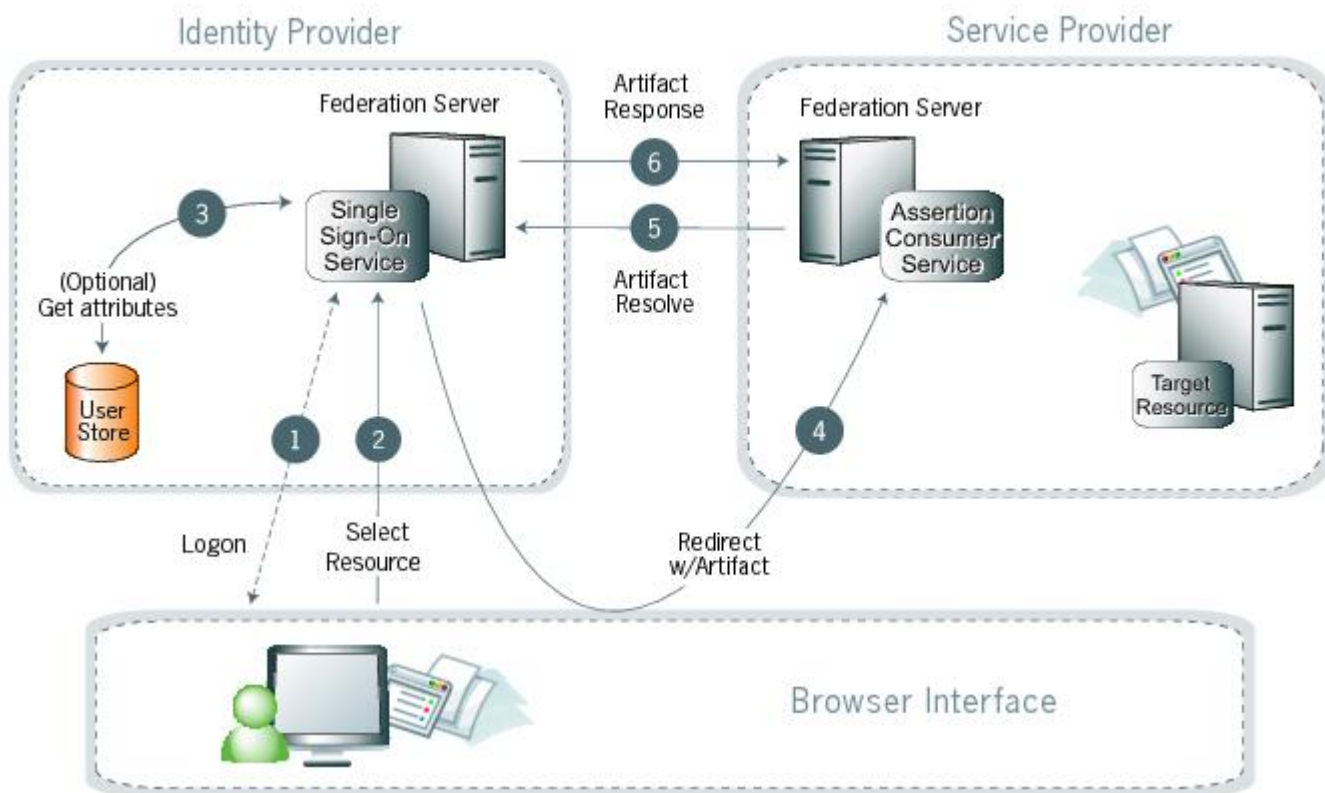 Identity Provider
Service Provider
Federation Server
Artifact
Response
Federation Server
6
3
Single
Sign-On
Service
5
Assertion
Consumer
Service
(Optional)
Get attributes
Artifact
Resolve
User
Store
Target
Resource
1
2
4
Logon
Select
Resource
Redirect
w/Artifact
Browser Interface